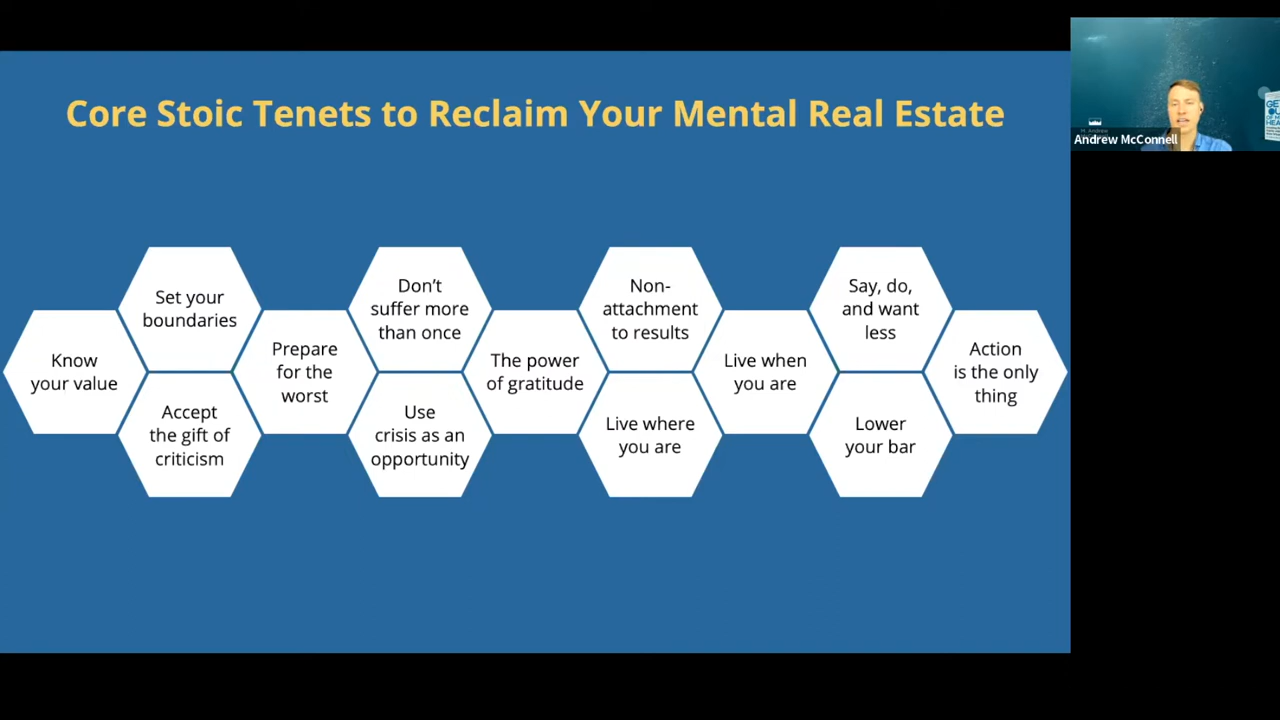 Core Stoic Tenets to Reclaim Your Mental Real Estate
Know
your value
Set your
boundaries
Accept
the gift of
criticism
Prepare
for the
worst
Don't
suffer more
than once
Use
crisis as an
opportunity
The power
of gratitude
Non-
attachment
to results
Live where
you are
Live when
you are
Say, do,
and want
less
Lower
your bar
Action
is the only
thing
Andrew McConnell